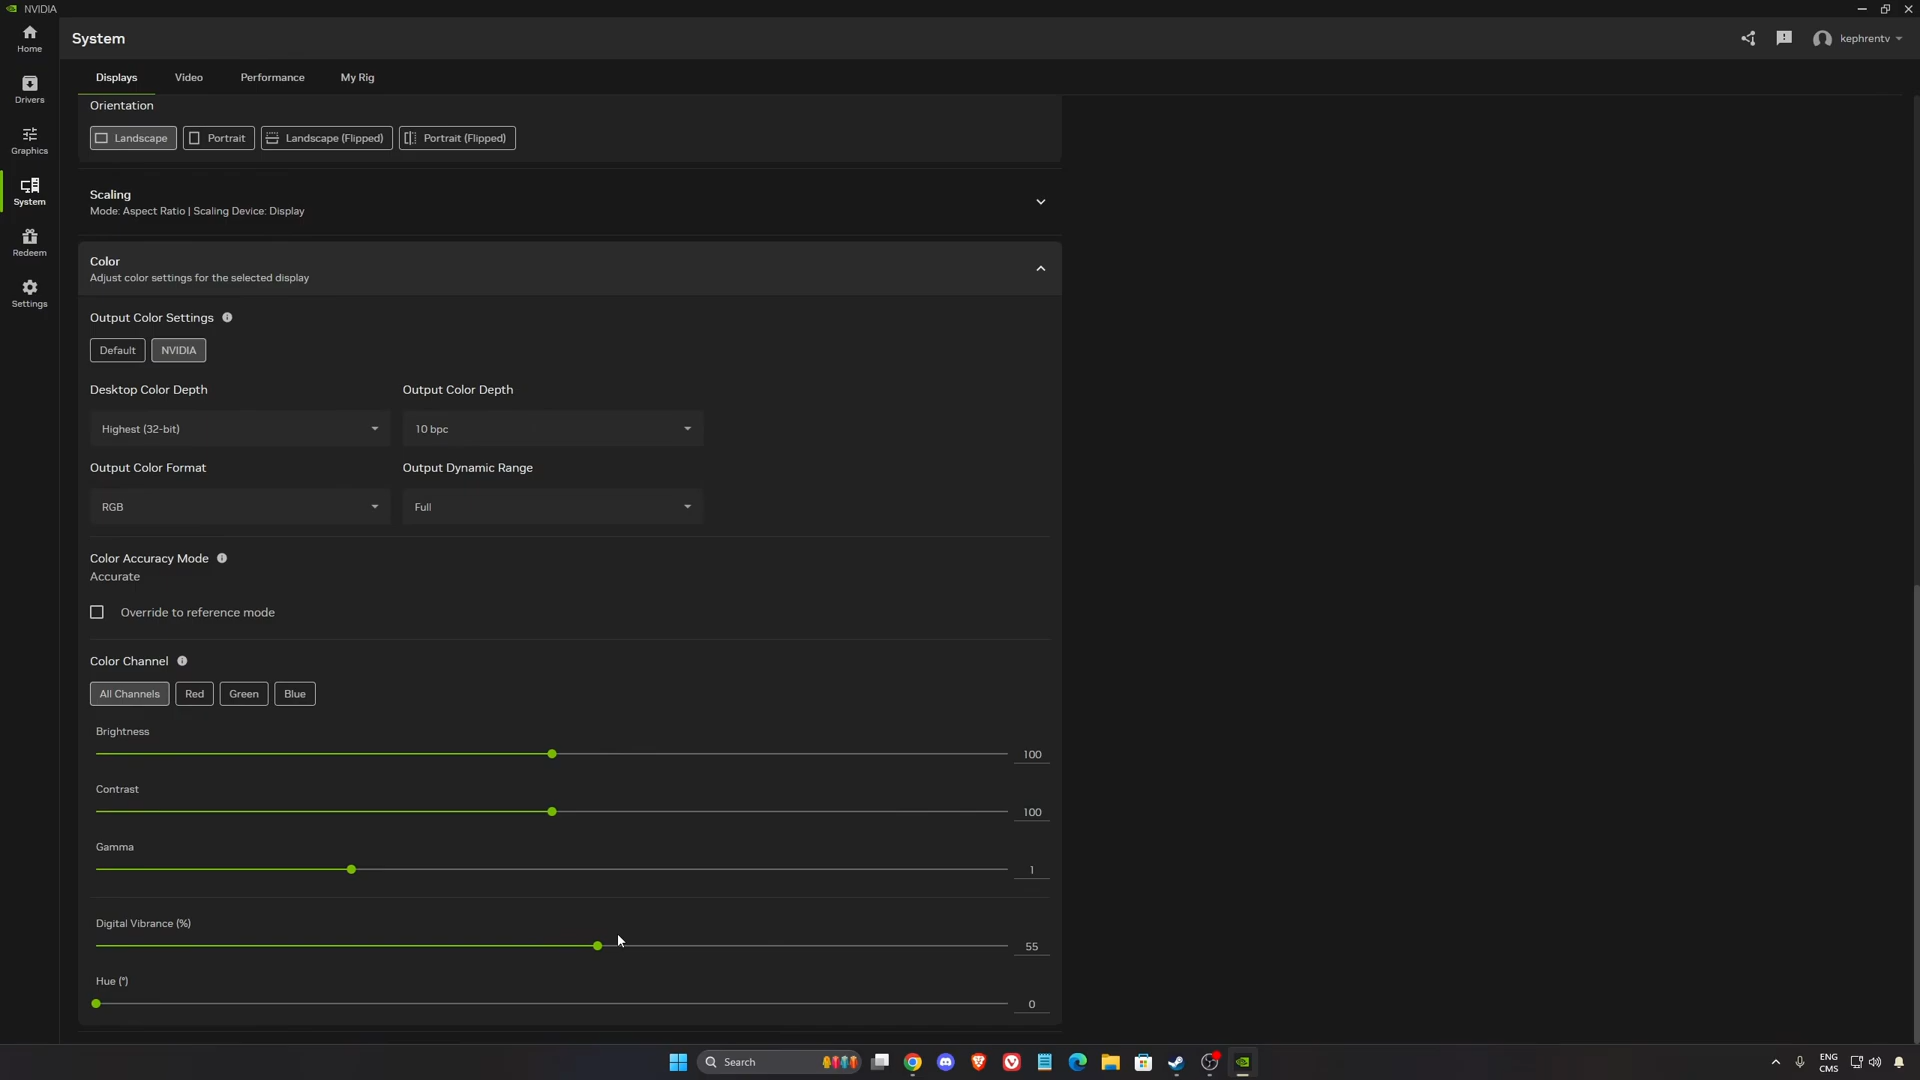 NVIDIA
System
kephrentv
Home
Drivers
Graphics
System
Redeem
Settings
Displays Video Performance My Rig
Orientation
Landscape Portrait Landscape (Flipped) Portrait (Flipped)
Scaling
Mode: Aspect Ratio | Scaling Device: Display
Color
Adjust color settings for the selected display
Output Color Settings
Default NVIDIA
Desktop Color Depth Output Color Depth
Highest (32-bit) 10 bpc
Output Color Format Output Dynamic Range
RGB Full
Color Accuracy Mode
Accurate
Override to reference mode
Color Channel
All Channels Red Green Blue
Brightness
100
Contrast
100
Gamma
1
Digital Vibrance (%)
55
Hue (°)
0
Search
ENG
CMS